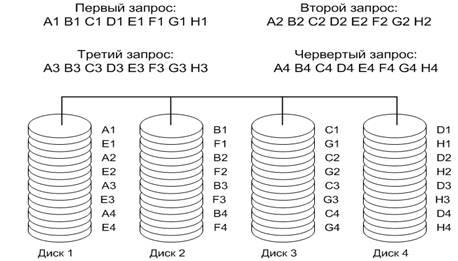 Первый запрос:
A1 B1 C1 D1 E1 F1 G1 H1
Второй запрос:
A2 B2 C2 D2 E2 F2 G2 H2
Третий запрос:
A3 B3 C3 D3 E3 F3 G3 H3
Червертый запрос:
A4 B4 C4 D4 E4 F4 G4 H4
A1
E1
A2
E2
A3
E3
A4
E4
Диск 1
B1
F1
B2
F2
B3
F3
B4
F4
Диск 2
C1
G1
C2
G2
C3
G3
C4
G4
Диск 3
D1
H1
D2
H2
D3
H3
D4
H4
Диск 4